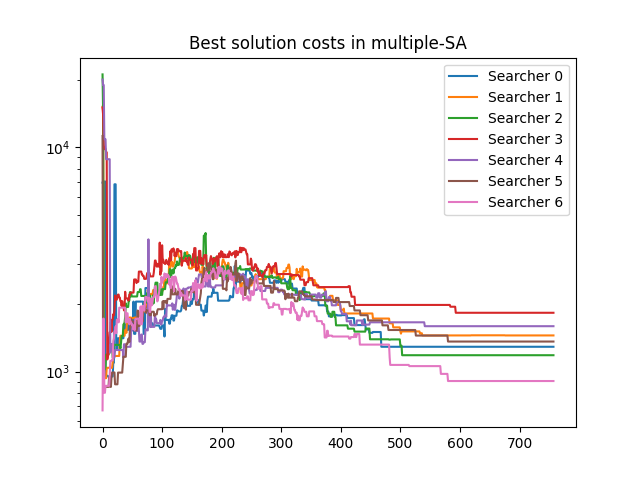 Best solution costs in multiple-SA
Searcher 0
Searcher 1
Searcher 2
Searcher 3
Searcher 4
Searcher 5
Searcher 6
10⁴
10³
0 100 200 300 400 500 600 700